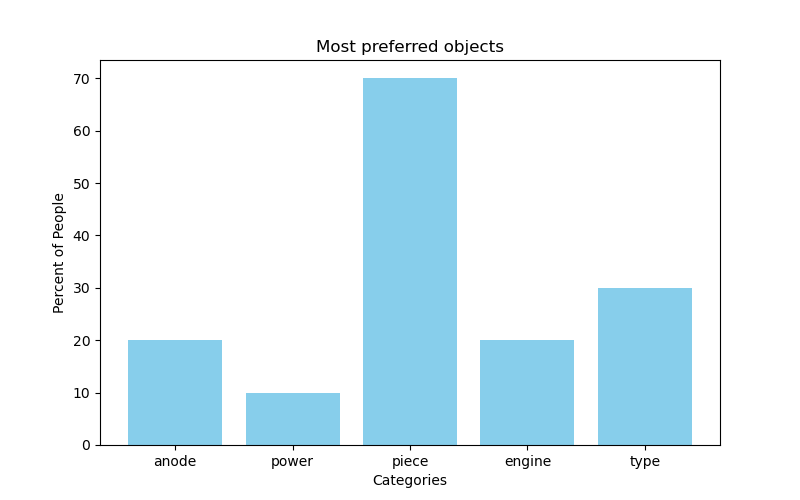 Most preferred objects
Percent of People
70
60
50
40
30
20
10
0
anode power piece engine type
Categories